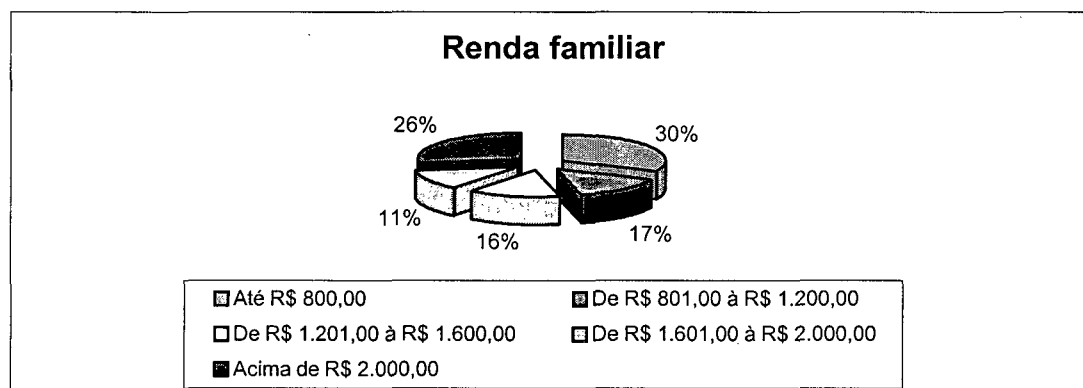 Renda familiar
26% 30%
11% 16% 17%
Até R$ 800,00 De R$ 801,00 à R$ 1.200,00
De R$ 1.201,00 à R$ 1.600,00 De R$ 1.601,00 à R$ 2.000,00
Acima de R$ 2.000,00